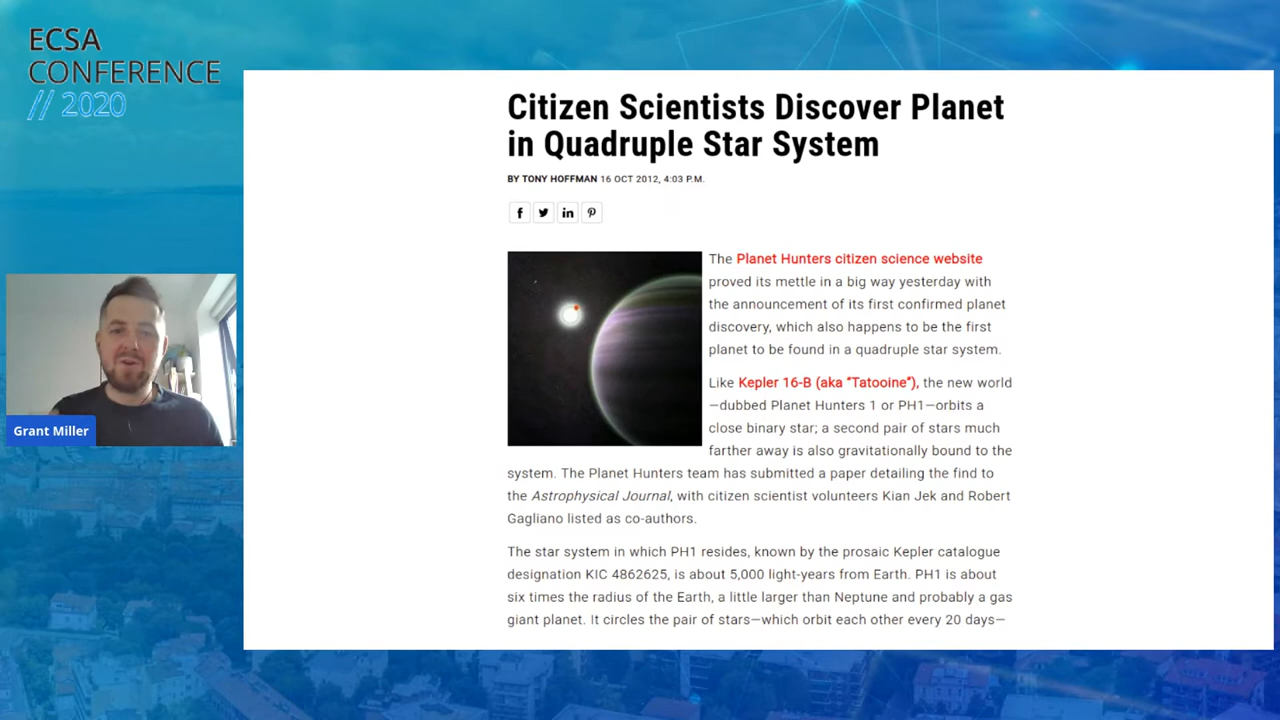 ECSA
CONFERENCE
// 2020
Citizen Scientists Discover Planet
in Quadruple Star System
BY TONY HOFFMAN 16 OCT 2012, 4:03 P.M.
The Planet Hunters citizen science website
proved its mettle in a big way yesterday with
the announcement of its first confirmed planet
discovery, which also happens to be the first
planet to be found in a quadruple star system.
Like Kepler 16-B (aka “Tatooine”), the new world
—dubbed Planet Hunters 1 or PH1—orbits a
close binary star; a second pair of stars much
farther away is also gravitationally bound to the
system. The Planet Hunters team has submitted a paper detailing the find to
the Astrophysical Journal, with citizen scientist volunteers Kian Jek and Robert
Gagliano listed as co-authors.
The star system in which PH1 resides, known by the prosaic Kepler catalogue
designation KIC 4862625, is about 5,000 light-years from Earth. PH1 is about
six times the radius of the Earth, a little larger than Neptune and probably a gas
giant planet. It circles the pair of stars—which orbit each other every 20 days—
Grant Miller